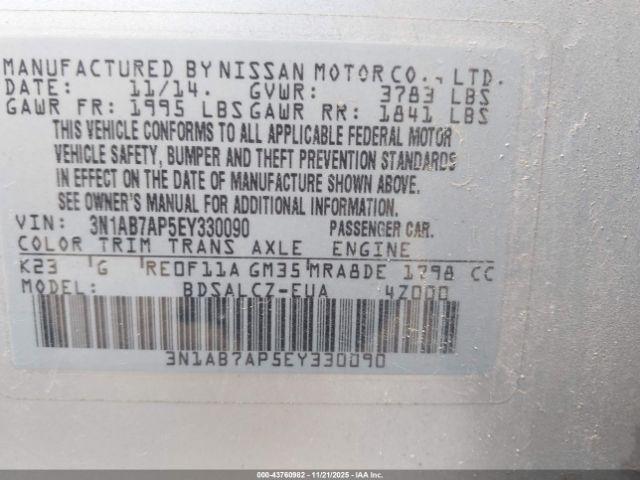 MANUFACTURED BY NISSAN MOTOR CO., LTD.
DATE: 11/14. GVWR: 3783 LBS
GAWR FR: 1995 LBS GAWR RR: 1841 LBS
THIS VEHICLE CONFORMS TO ALL APPLICABLE FEDERAL MOTOR
VEHICLE SAFETY, BUMPER AND THEFT PREVENTION STANDARDS
IN EFFECT ON THE DATE OF MANUFACTURE SHOWN ABOVE.
SEE OWNER'S MANUAL FOR ADDITIONAL INFORMATION.
VIN: 3N1AB7AP5EY330090 PASSENGER CAR.
COLOR TRIM TRANS AXLE ENGINE
K23 G RE0F11A GM35 MRA8DE 1798 CC
MODEL: BDSALCZ-EUA 4Z000
3N1AB7AP5EY330090
000-43760982 - 11/21/2025 - IAA, Inc.